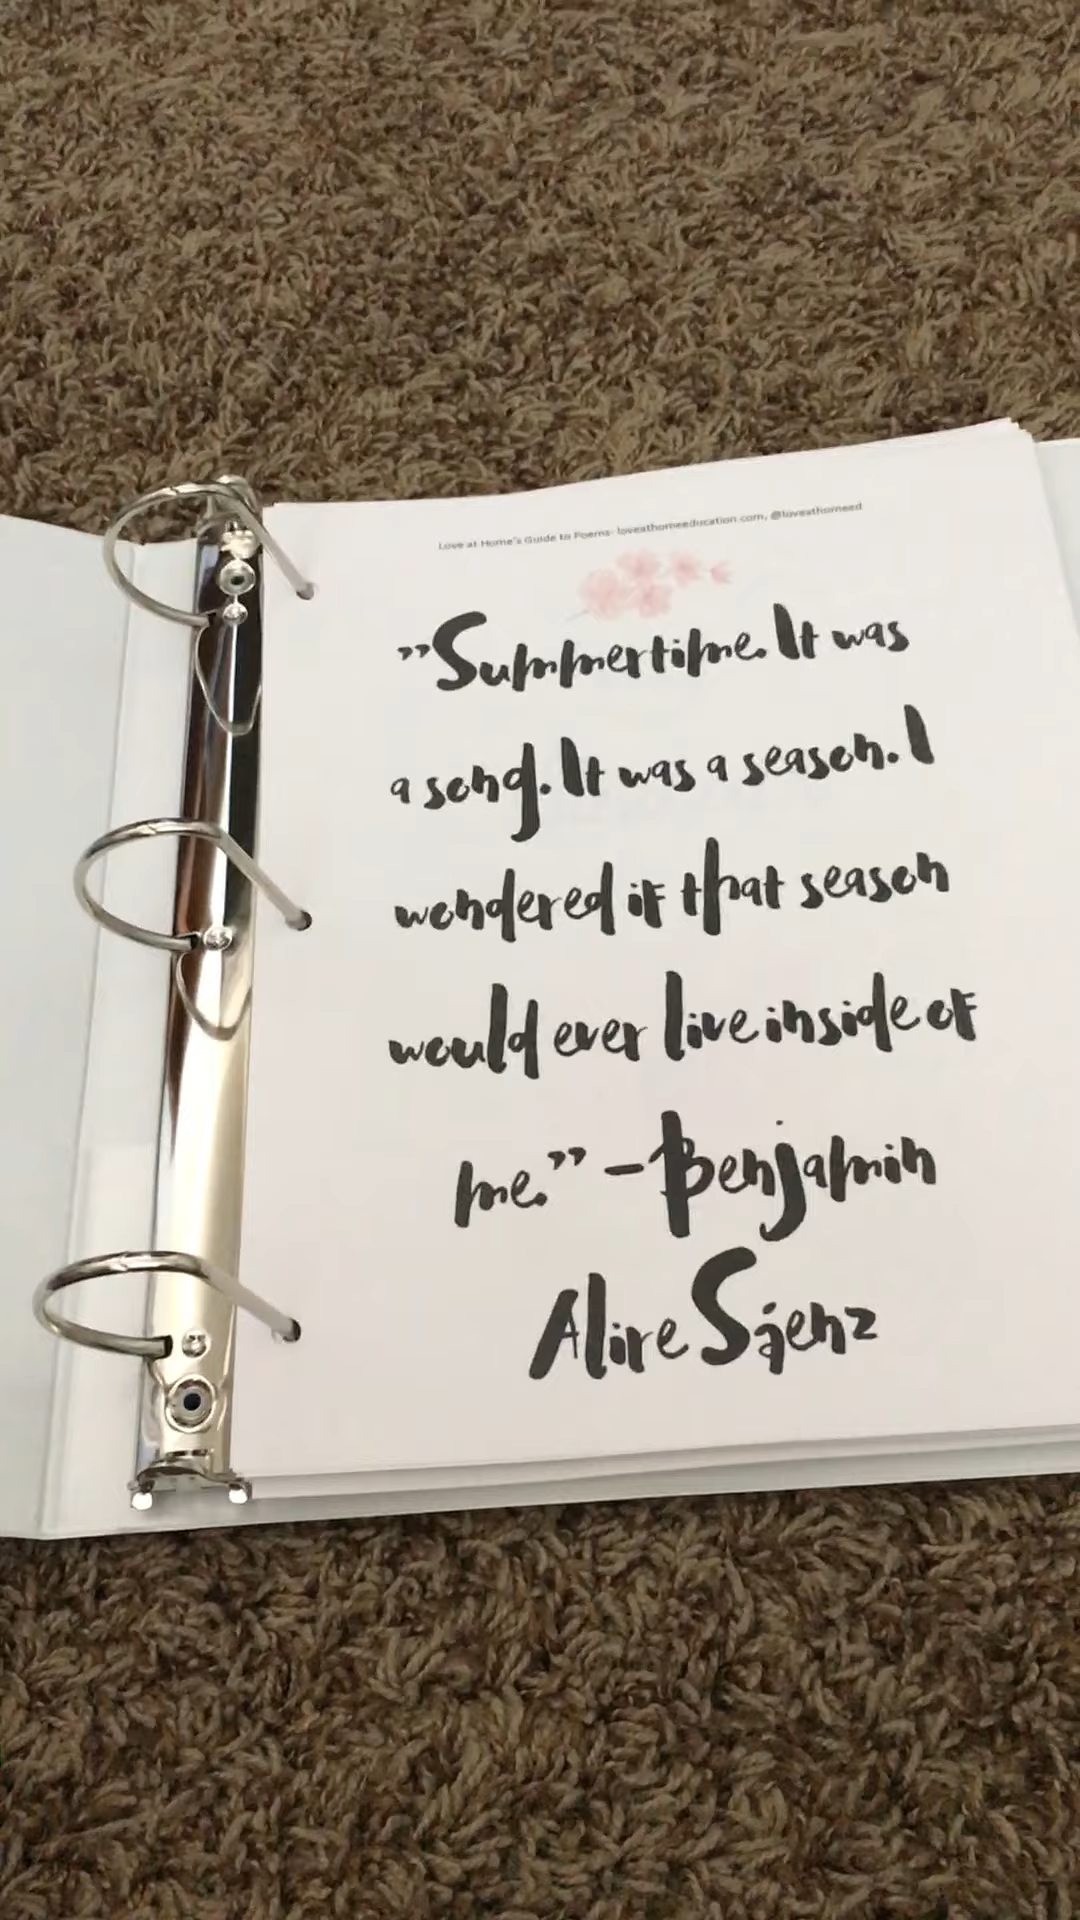 Love at Home's Guide to Poems- loveathomeeducation.com, @loveathomeed
”Summertime. It was
a song. It was a season. I
wondered if that season
would ever live inside of
me.” –Benjamin
Alire Sáenz